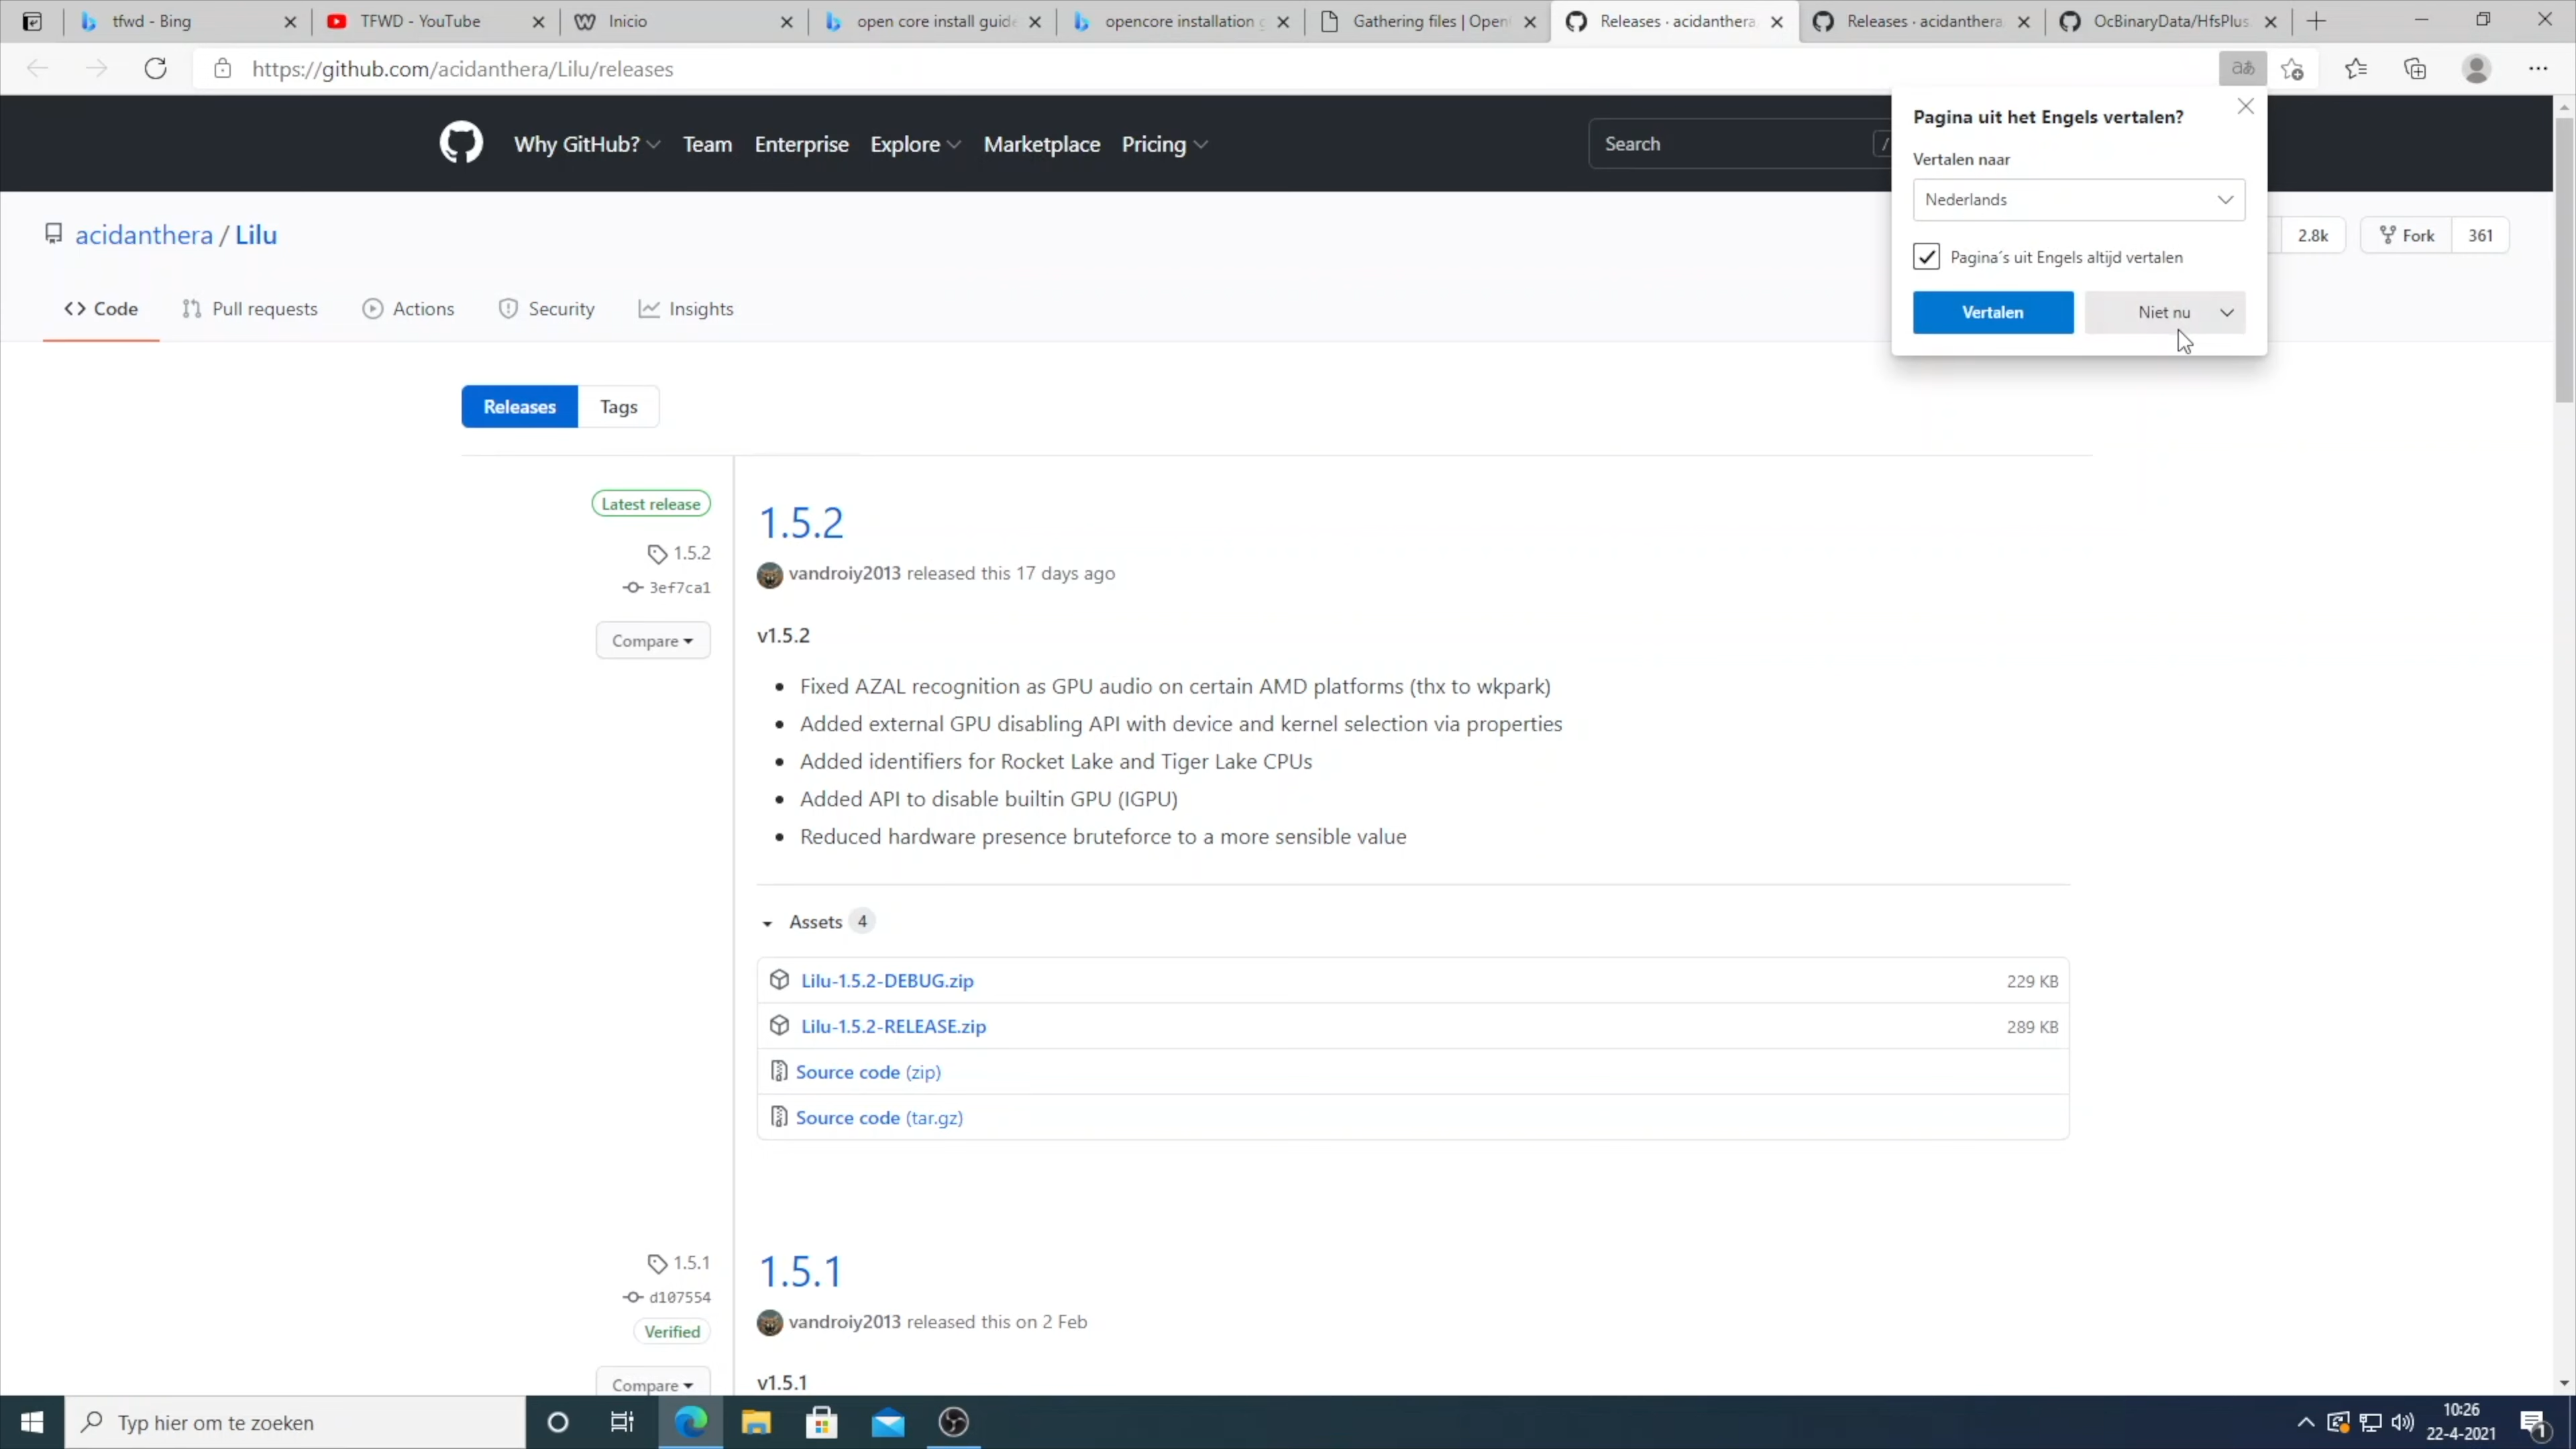 tfwd - Bing
TFWD - YouTube
Inicio
open core install guid
opencore installation g
Gathering files | Open
Releases · acidanthera
Releases · acidanthera
OcBinaryData/HfsPlus
https://github.com/acidanthera/Lilu/releases
Pagina uit het Engels vertalen?
Vertalen naar
Nederlands
Pagina´s uit Engels altijd vertalen
Vertalen
Niet nu
Why GitHub?
Team
Enterprise
Explore
Marketplace
Pricing
Search
/
acidanthera / Lilu
2.8k
Fork
361
Code
Pull requests
Actions
Security
Insights
Releases
Tags
Latest release
1.5.2
3ef7ca1
Compare
1.5.2
vandroiy2013 released this 17 days ago
v1.5.2
• Fixed AZAL recognition as GPU audio on certain AMD platforms (thx to wkpark)
• Added external GPU disabling API with device and kernel selection via properties
• Added identifiers for Rocket Lake and Tiger Lake CPUs
• Added API to disable builtin GPU (IGPU)
• Reduced hardware presence bruteforce to a more sensible value
Assets 4
Lilu-1.5.2-DEBUG.zip 229 KB
Lilu-1.5.2-RELEASE.zip 289 KB
Source code (zip)
Source code (tar.gz)
1.5.1
d107554
Verified
Compare
1.5.1
vandroiy2013 released this on 2 Feb
v1.5.1
Typ hier om te zoeken
10:26
22-4-2021
1